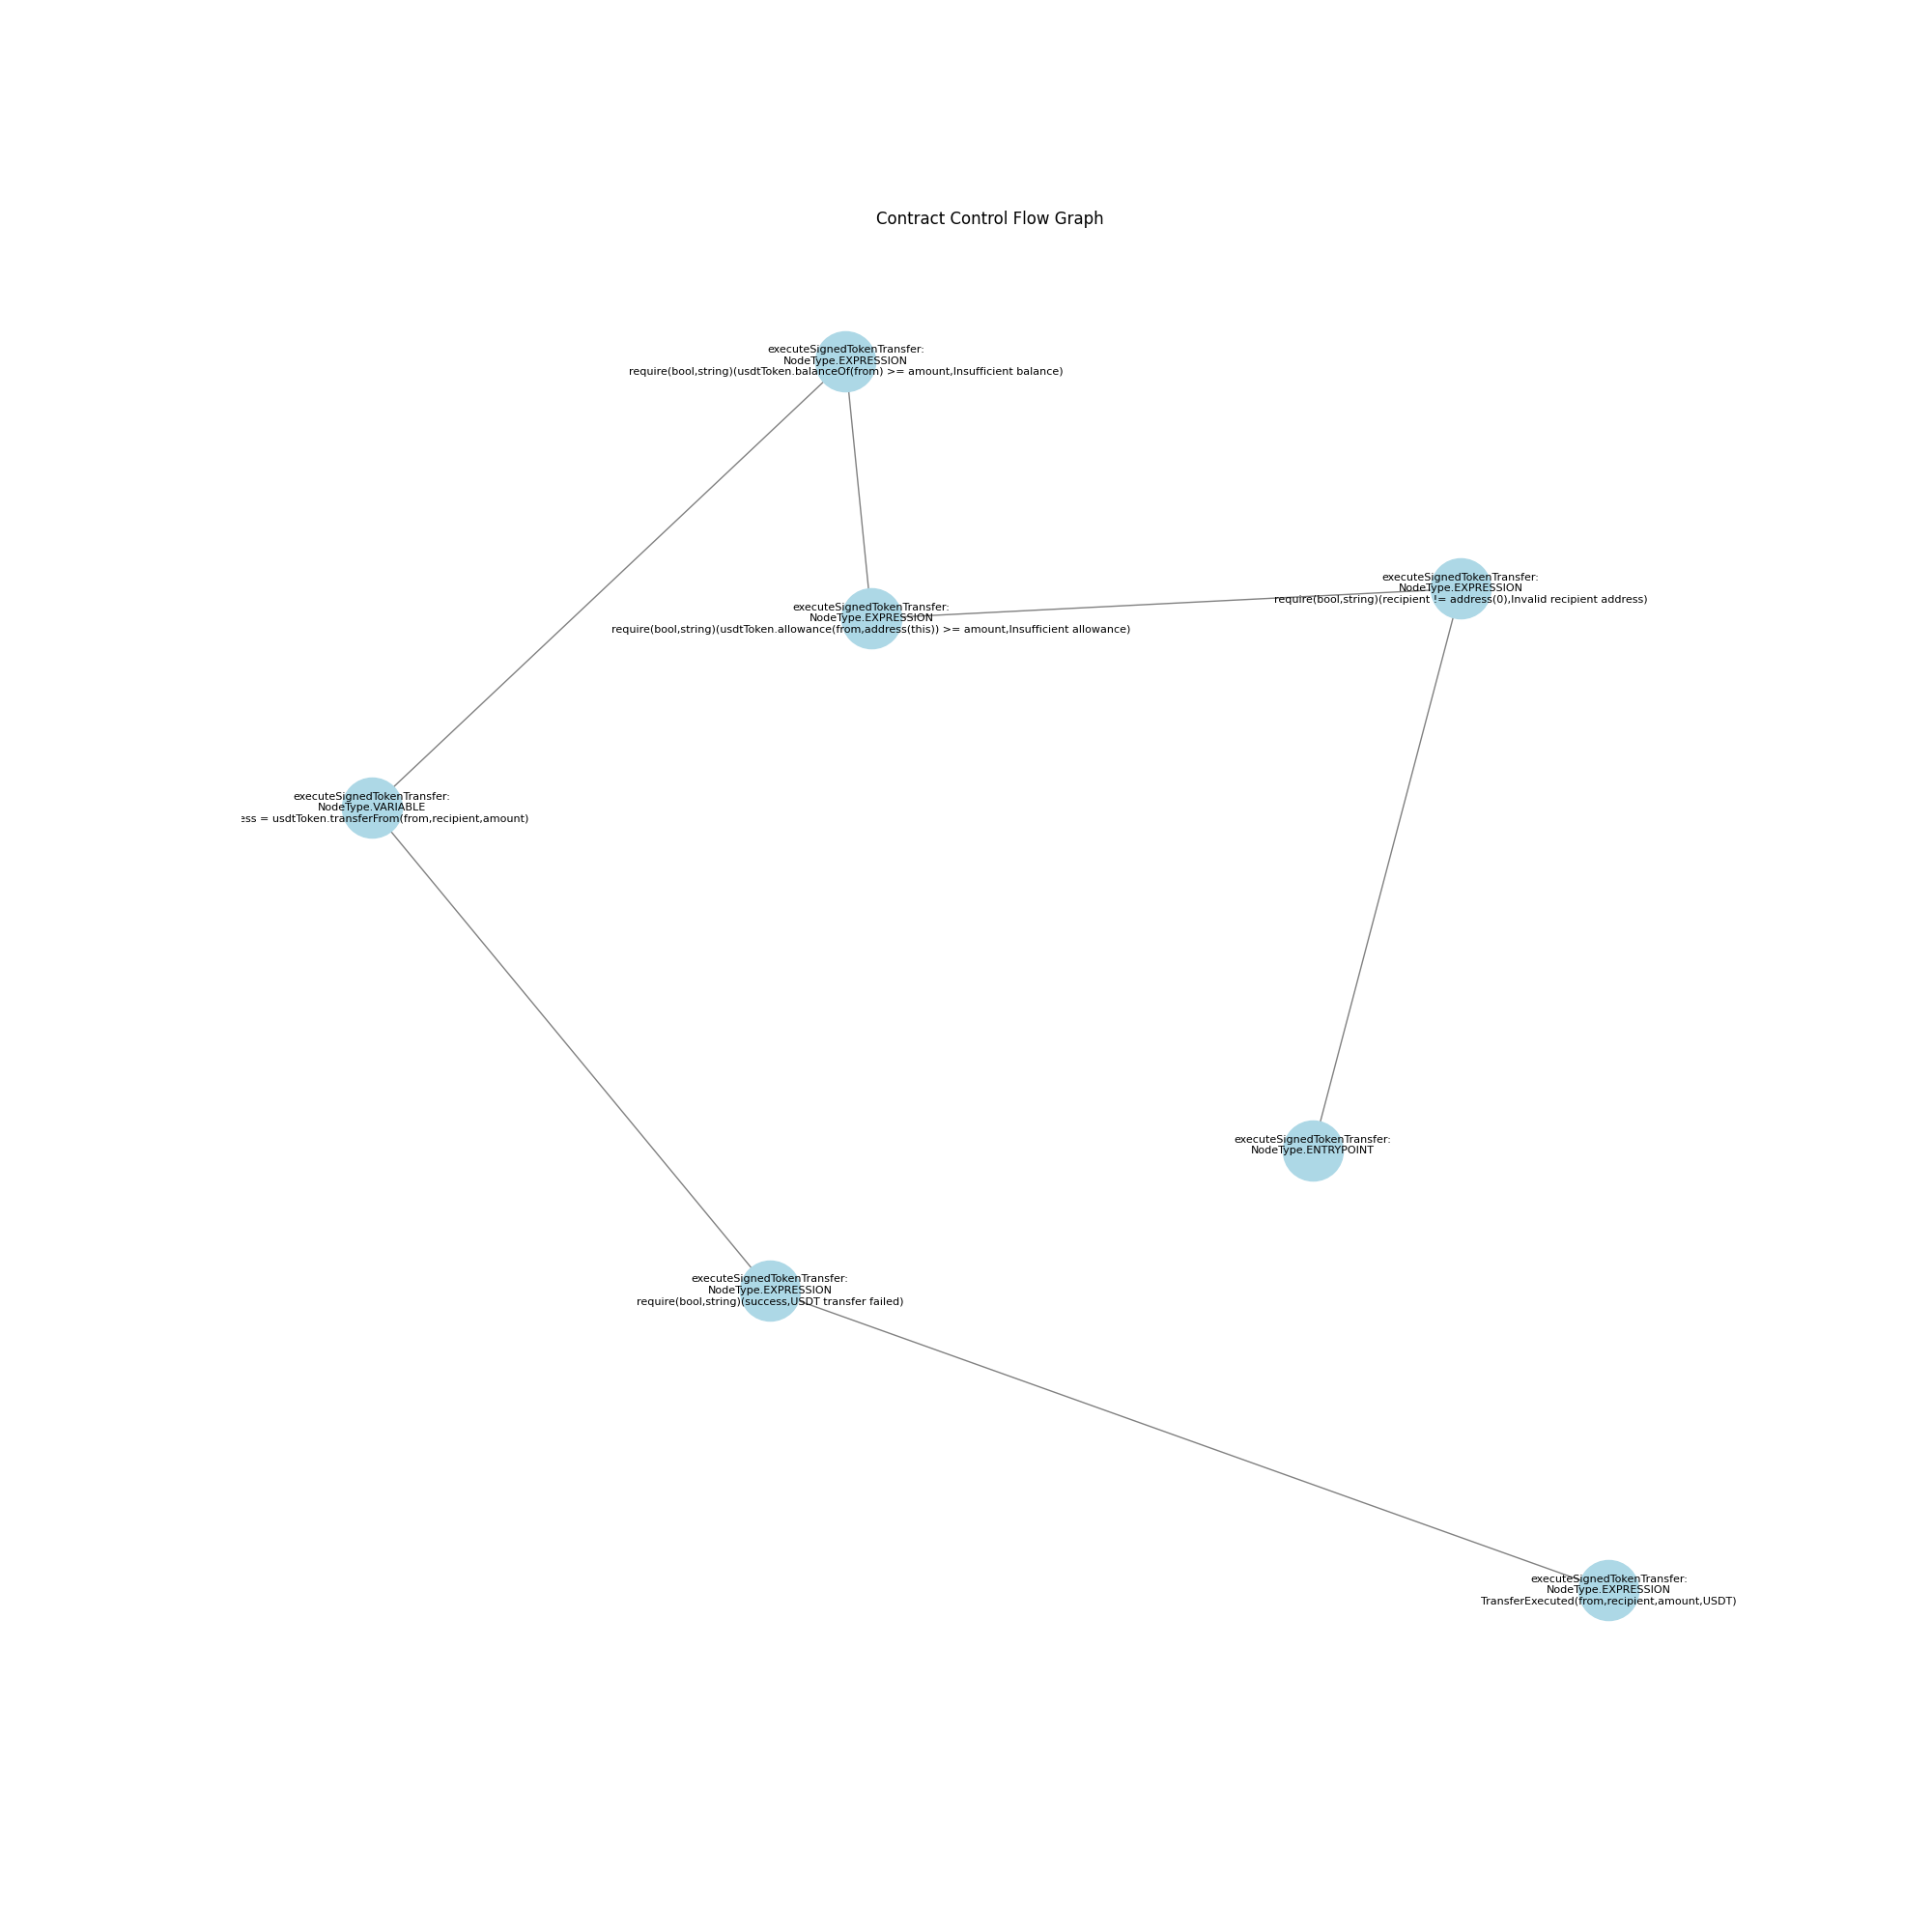 Contract Control Flow Graph
executeSignedTokenTransfer:
NodeType.EXPRESSION
require(bool,string)(usdtToken.balanceOf(from) >= amount,Insufficient balance)
executeSignedTokenTransfer:
NodeType.EXPRESSION
require(bool,string)(recipient != address(0),Invalid recipient address)
executeSignedTokenTransfer:
NodeType.EXPRESSION
require(bool,string)(usdtToken.allowance(from,address(this)) >= amount,Insufficient allowance)
executeSignedTokenTransfer:
NodeType.VARIABLE
ess = usdtToken.transferFrom(from,recipient,amount)
executeSignedTokenTransfer:
NodeType.ENTRYPOINT
executeSignedTokenTransfer:
NodeType.EXPRESSION
require(bool,string)(success,USDT transfer failed)
executeSignedTokenTransfer:
NodeType.EXPRESSION
TransferExecuted(from,recipient,amount,USDT)